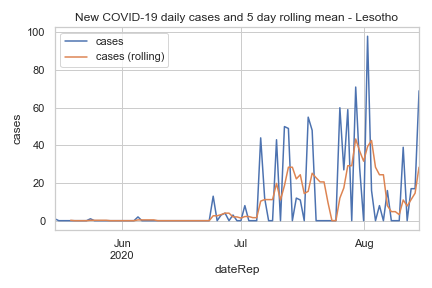 New COVID-19 daily cases and 5 day rolling mean - Lesotho
cases
cases (rolling)
100
80
60
40
20
0
cases
Jun
2020
Jul
Aug
dateRep